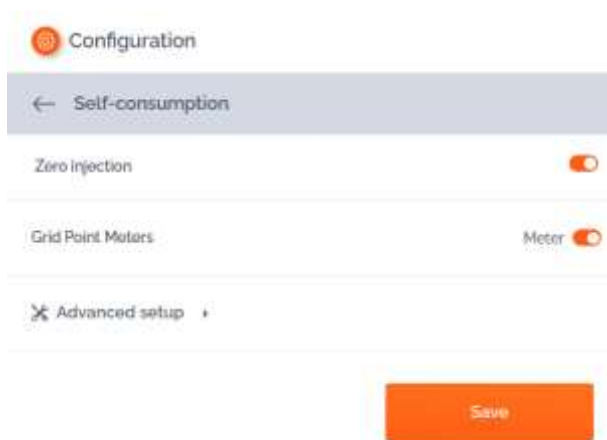 Configuration
Self-consumption
Zero injection
Grid Point Meters
Meter
Advanced setup
Save